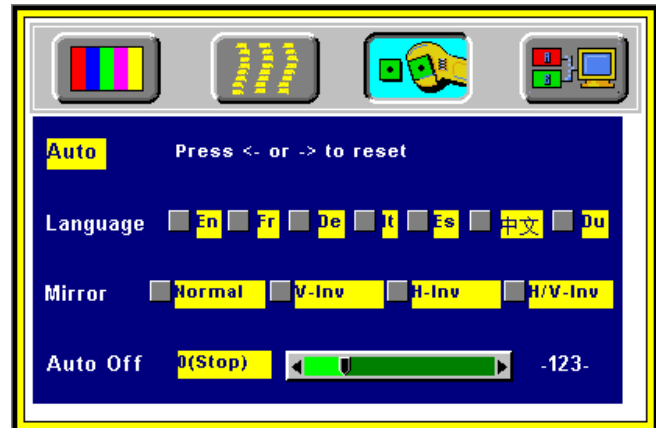 Auto Press <- or -> to reset
Language En Fr De It Es 中文 Du
Mirror Normal V-Inv H-Inv H/V-Inv
Auto Off 0(Stop) -123-